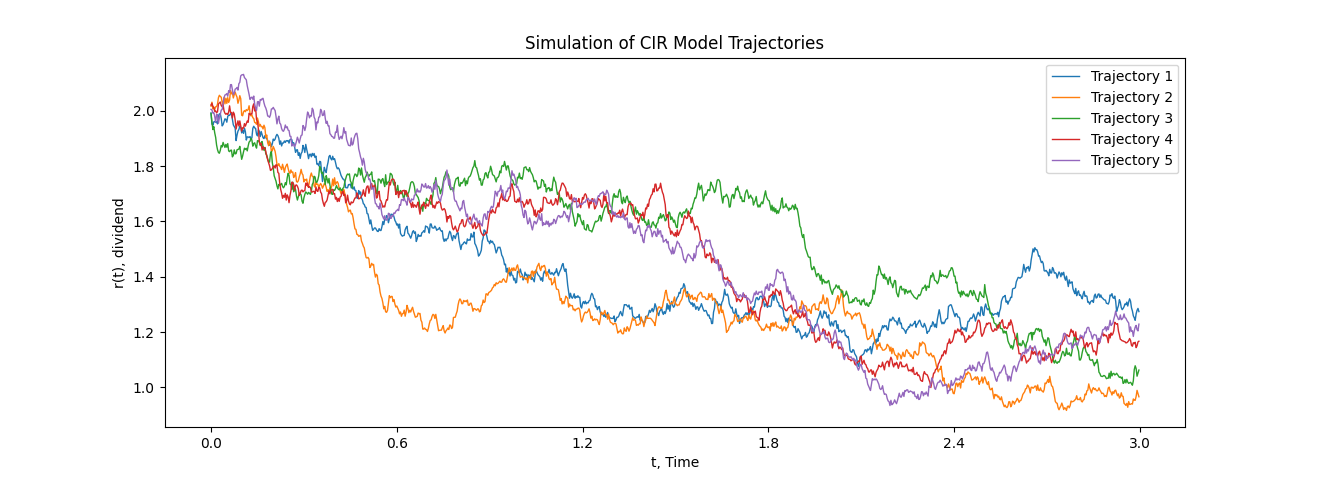 Simulation of CIR Model Trajectories
Trajectory 1
Trajectory 2
Trajectory 3
Trajectory 4
Trajectory 5
r(t), dividend
2.0
1.8
1.6
1.4
1.2
1.0
0.0 0.6 1.2 1.8 2.4 3.0
t, Time